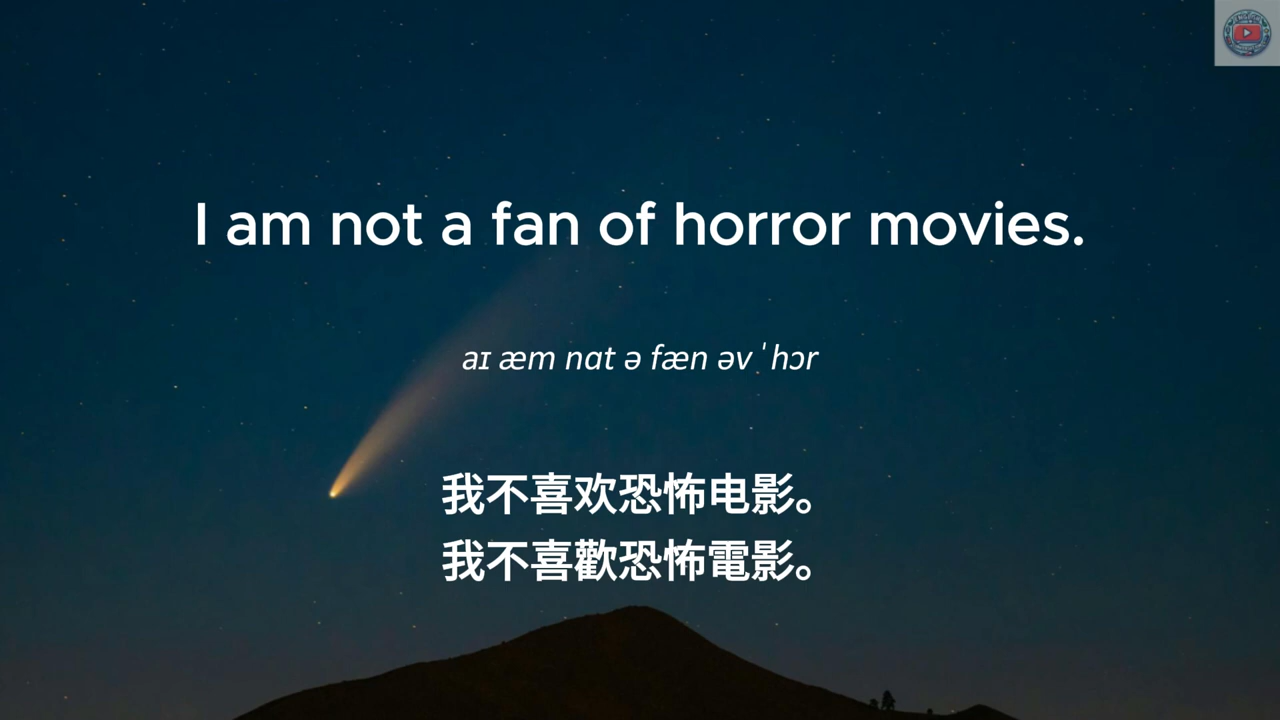 I am not a fan of horror movies.
aɪ æm nɑt ə fæn əv ˈhɔr
我不喜欢恐怖电影。
我不喜歡恐怖電影。